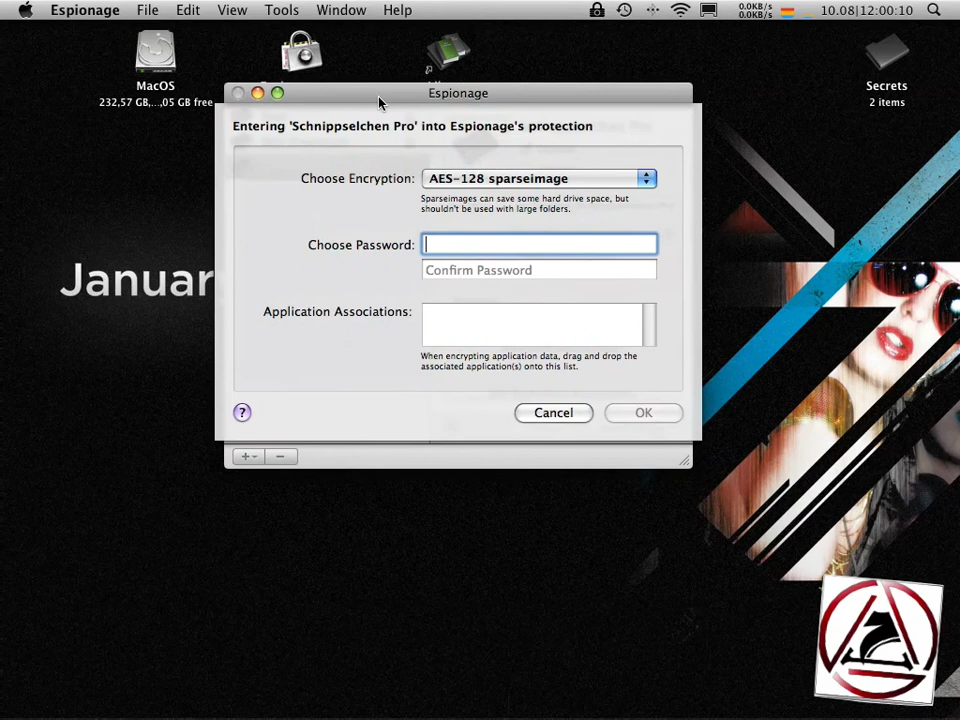 Espionage File Edit View Tools Window Help
0.0KB/s
0.0KB/s
10.08|12:00:10
MacOS
232,57 GB,...,05 GB free
Secrets
2 items
Espionage
Entering 'Schnippselchen Pro' into Espionage's protection
Choose Encryption: AES-128 sparseimage
Sparseimages can save some hard drive space, but
shouldn't be used with large folders.
Choose Password:
Confirm Password
Januar
Application Associations:
When encrypting application data, drag and drop the
associated application(s) onto this list.
? Cancel OK